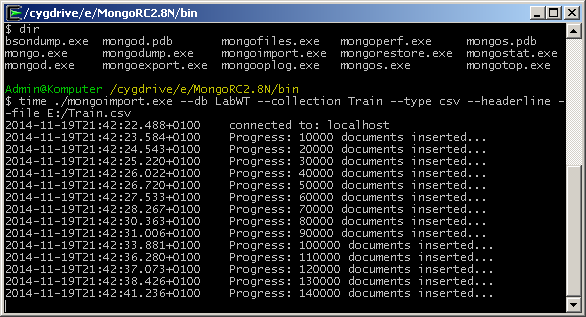 /cygdrive/e/MongoRC2.8N/bin
$ dir
bsondump.exe mongod.pdb mongofiles.exe mongorestore.exe mongos.pdb
mongo.exe mongodump.exe mongoimport.exe mongorestore.exe mongostat.exe
mongod.exe mongoexport.exe mongooplog.exe mongos.exe mongotop.exe
Admin@Komputer /cygdrive/e/MongoRC2.8N/bin
$ time ./mongoimport.exe --db LabWT --collection Train --type csv --headerline -
-file E:/Train.csv
2014-11-19T21:42:22.488+0100 connected to: localhost
2014-11-19T21:42:23.584+0100 Progress: 10000 documents inserted...
2014-11-19T21:42:24.543+0100 Progress: 20000 documents inserted...
2014-11-19T21:42:25.220+0100 Progress: 30000 documents inserted...
2014-11-19T21:42:26.022+0100 Progress: 40000 documents inserted...
2014-11-19T21:42:26.720+0100 Progress: 50000 documents inserted...
2014-11-19T21:42:27.533+0100 Progress: 60000 documents inserted...
2014-11-19T21:42:28.267+0100 Progress: 70000 documents inserted...
2014-11-19T21:42:30.363+0100 Progress: 80000 documents inserted...
2014-11-19T21:42:31.006+0100 Progress: 90000 documents inserted...
2014-11-19T21:42:33.881+0100 Progress: 100000 documents inserted...
2014-11-19T21:42:36.280+0100 Progress: 110000 documents inserted...
2014-11-19T21:42:37.073+0100 Progress: 120000 documents inserted...
2014-11-19T21:42:38.426+0100 Progress: 130000 documents inserted...
2014-11-19T21:42:41.236+0100 Progress: 140000 documents inserted...